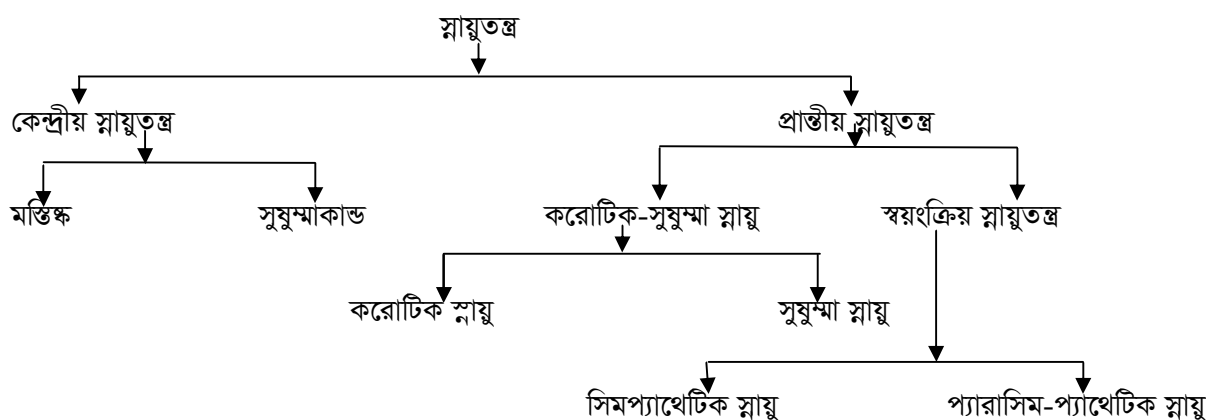 স্নায়ুতন্ত্র
কেন্দ্রীয় স্নায়ুতন্ত্র প্রান্তীয় স্নায়ুতন্ত্র
মস্তিষ্ক সুষুম্মাকান্ড করোটিক-সুষুম্মা স্নায়ু স্বয়ংক্রিয় স্নায়ুতন্ত্র
করোটিক স্নায়ু সুষুম্মা স্নায়ু
সিমপ্যাথেটিক স্নায়ু প্যারাসিম-প্যাথেটিক স্নায়ু